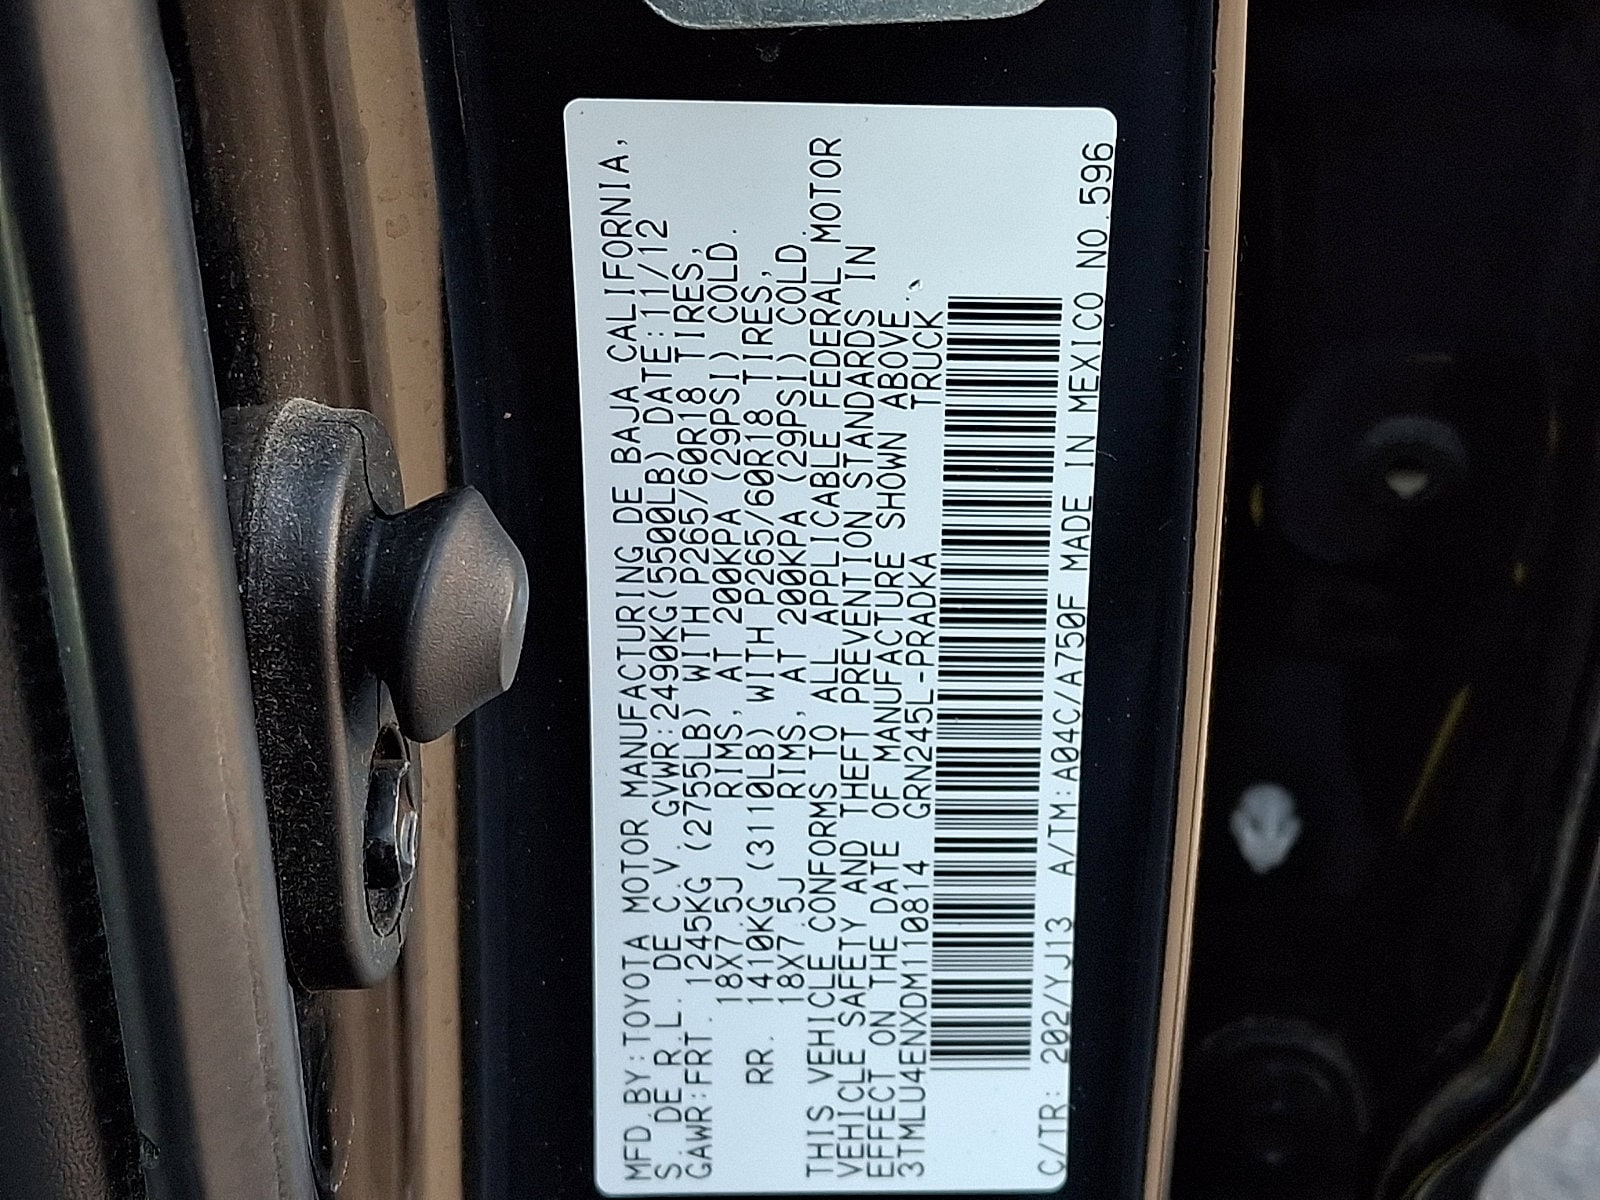 MFD.BY:TOYOTA MOTOR MANUFACTURING DE BAJA CALIFORNIA,
S. DE R.L. DE C.V. GVWR:2490KG(5500LB) DATE:11/12
GAWR:FRT. 1245KG (2755LB) WITH P265/60R18 TIRES,
18X7.5J RIMS, AT 200KPA (29PSI) COLD.
RR. 1410KG (3110LB) WITH P265/60R18 TIRES,
18X7.5J RIMS, AT 200KPA (29PSI) COLD.
THIS VEHICLE CONFORMS TO ALL APPLICABLE FEDERAL MOTOR
VEHICLE SAFETY AND THEFT PREVENTION STANDARDS IN
EFFECT ON THE DATE OF MANUFACTURE SHOWN ABOVE.
3TMLU4ENXDM110814 GRN245L-PRADKA TRUCK
C/TR: 202/YJ13 A/TM:A04C/A750F MADE IN MEXICO NO.596